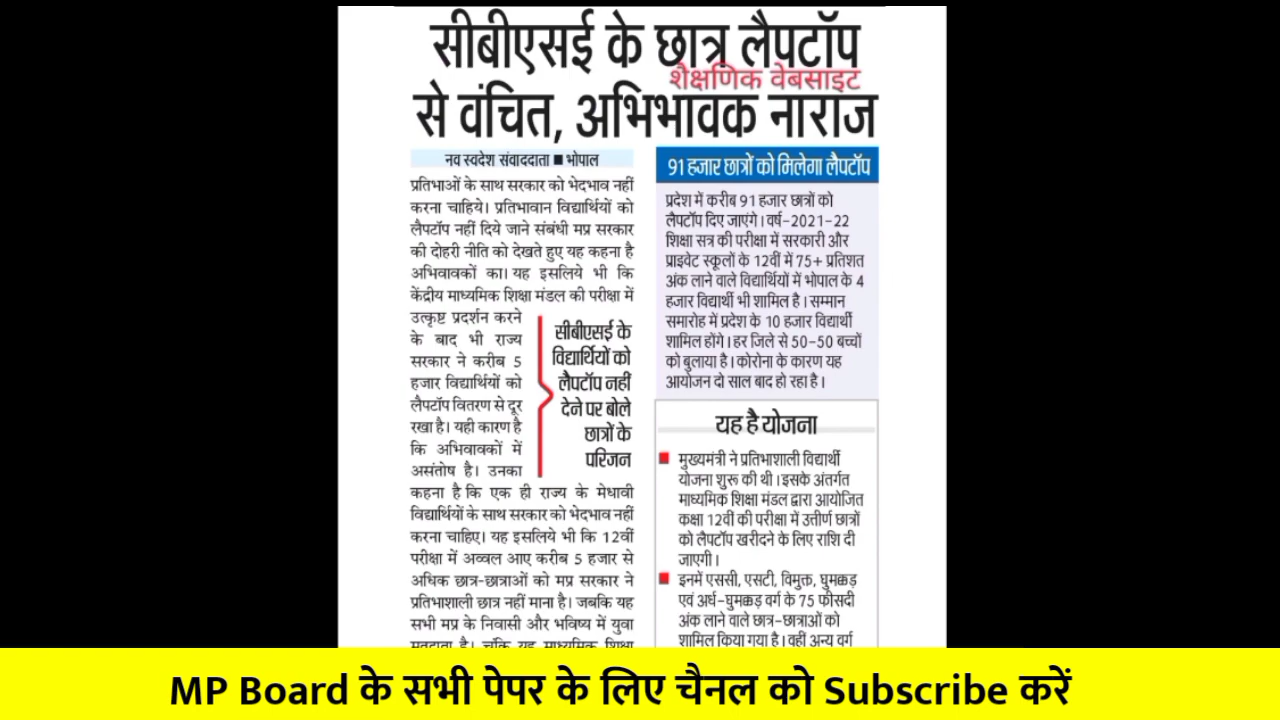 सीबीएसई के छात्र लैपटॉप
शैक्षणिक वेबसाइट
से वंचित, अभिभावक नाराज
नव स्वदेश संवाददाता ■ भोपाल
प्रतिभाओं के साथ सरकार को भेदभाव नहीं
करना चाहिये। प्रतिभावान विद्यार्थियों को
लैपटॉप नहीं दिये जाने संबंधी मप्र सरकार
की दोहरी नीति को देखते हुए यह कहना है
अभिवावकों का। यह इसलिये भी कि
केंद्रीय माध्यमिक शिक्षा मंडल की परीक्षा में
उत्कृष्ट प्रदर्शन करने
के बाद भी राज्य
सरकार ने करीब 5
हजार विद्यार्थियों को
लैपटॉप वितरण से दूर
रखा है। यही कारण है
कि अभिवावकों में
असंतोष है। उनका
कहना है कि एक ही राज्य के मेधावी
विद्यार्थियों के साथ सरकार को भेदभाव नहीं
करना चाहिए। यह इसलिये भी कि 12वीं
परीक्षा में अव्वल आए करीब 5 हजार से
अधिक छात्र-छात्राओं को मप्र सरकार ने
प्रतिभाशाली छात्र नहीं माना है। जबकि यह
सभी मप्र के निवासी और भविष्य में युवा
मतदाता है। चूंकि यह माध्यमिक शिक्षा
सीबीएसई के
विद्यार्थियों को
लैपटॉप नहीं
देने पर बोले
छात्रों के
परिजन
91 हजार छात्रों को मिलेगा लैपटॉप
प्रदेश में करीब 91 हजार छात्रों को
लैपटॉप दिए जाएंगे। वर्ष-2021-22
शिक्षा सत्र की परीक्षा में सरकारी और
प्राइवेट स्कूलों के 12वीं में 75+ प्रतिशत
अंक लाने वाले विद्यार्थियों में भोपाल के 4
हजार विद्यार्थी भी शामिल है। सम्मान
समारोह में प्रदेश के 10 हजार विद्यार्थी
शामिल होंगे। हर जिले से 50-50 बच्चों
को बुलाया है। कोरोना के कारण यह
आयोजन दो साल बाद हो रहा है।
यह है योजना
मुख्यमंत्री ने प्रतिभाशाली विद्यार्थी
योजना शुरू की थी। इसके अंतर्गत
माध्यमिक शिक्षा मंडल द्वारा आयोजित
कक्षा 12वीं की परीक्षा में उत्तीर्ण छात्रों
को लैपटॉप खरीदने के लिए राशि दी
जाएगी।
इनमें एससी, एसटी, विमुक्त, घुमक्कड़
एवं अर्ध-घुमक्कड़ वर्ग के 75 फीसदी
अंक लाने वाले छात्र-छात्राओं को
शामिल किया गया है। वहीं अन्य वर्ग
MP Board के सभी पेपर के लिए चैनल को Subscribe करें